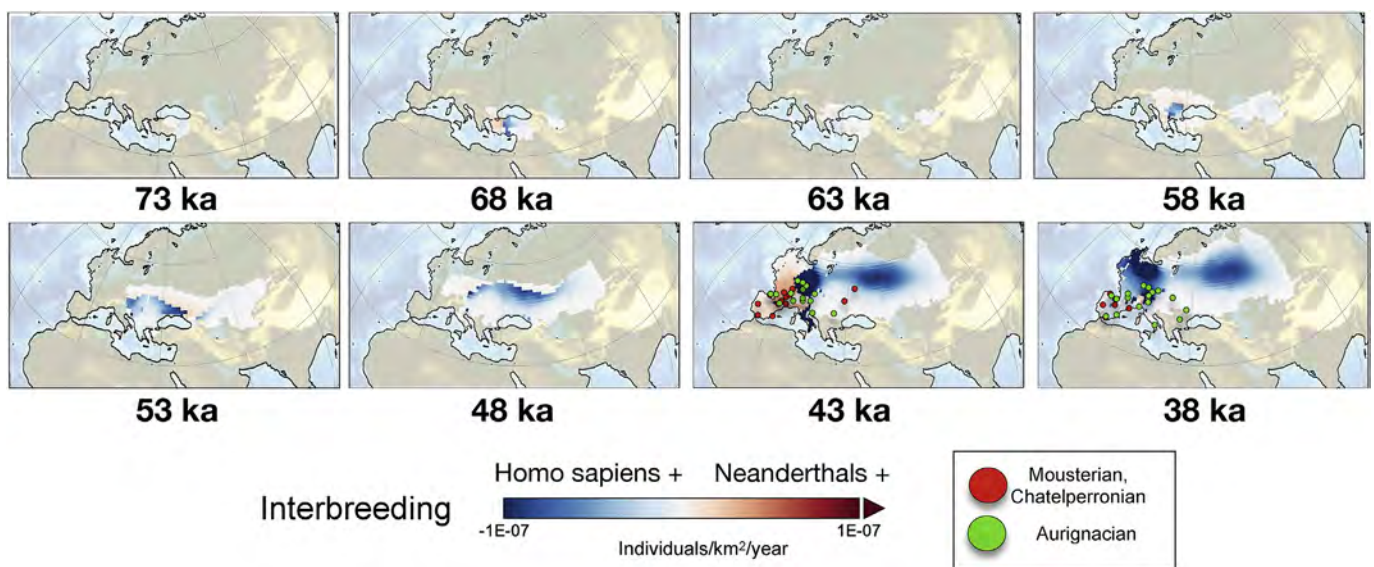 73 ka
68 ka
63 ka
58 ka
53 ka
48 ka
43 ka
38 ka
Homo sapiens +
Neanderthals +
Interbreeding
-1E-07
1E-07
Individuals/km²/year
Mousterian,
Chatelperronian
Aurignacian